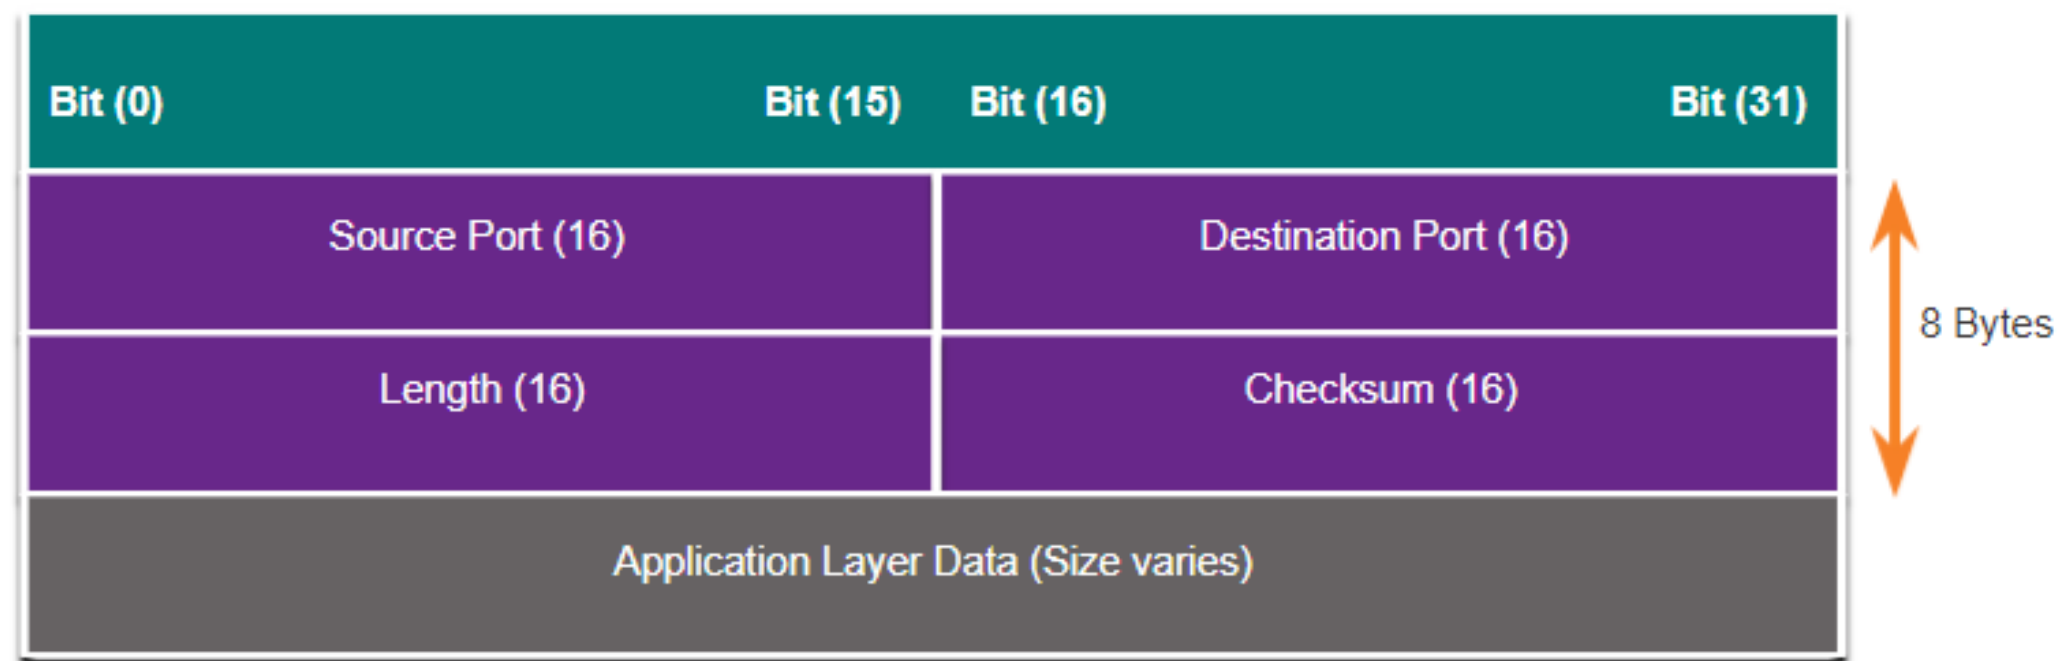 Bit (0) Bit (15) Bit (16) Bit (31)
Source Port (16) Destination Port (16)
8 Bytes
Length (16) Checksum (16)
Application Layer Data (Size varies)